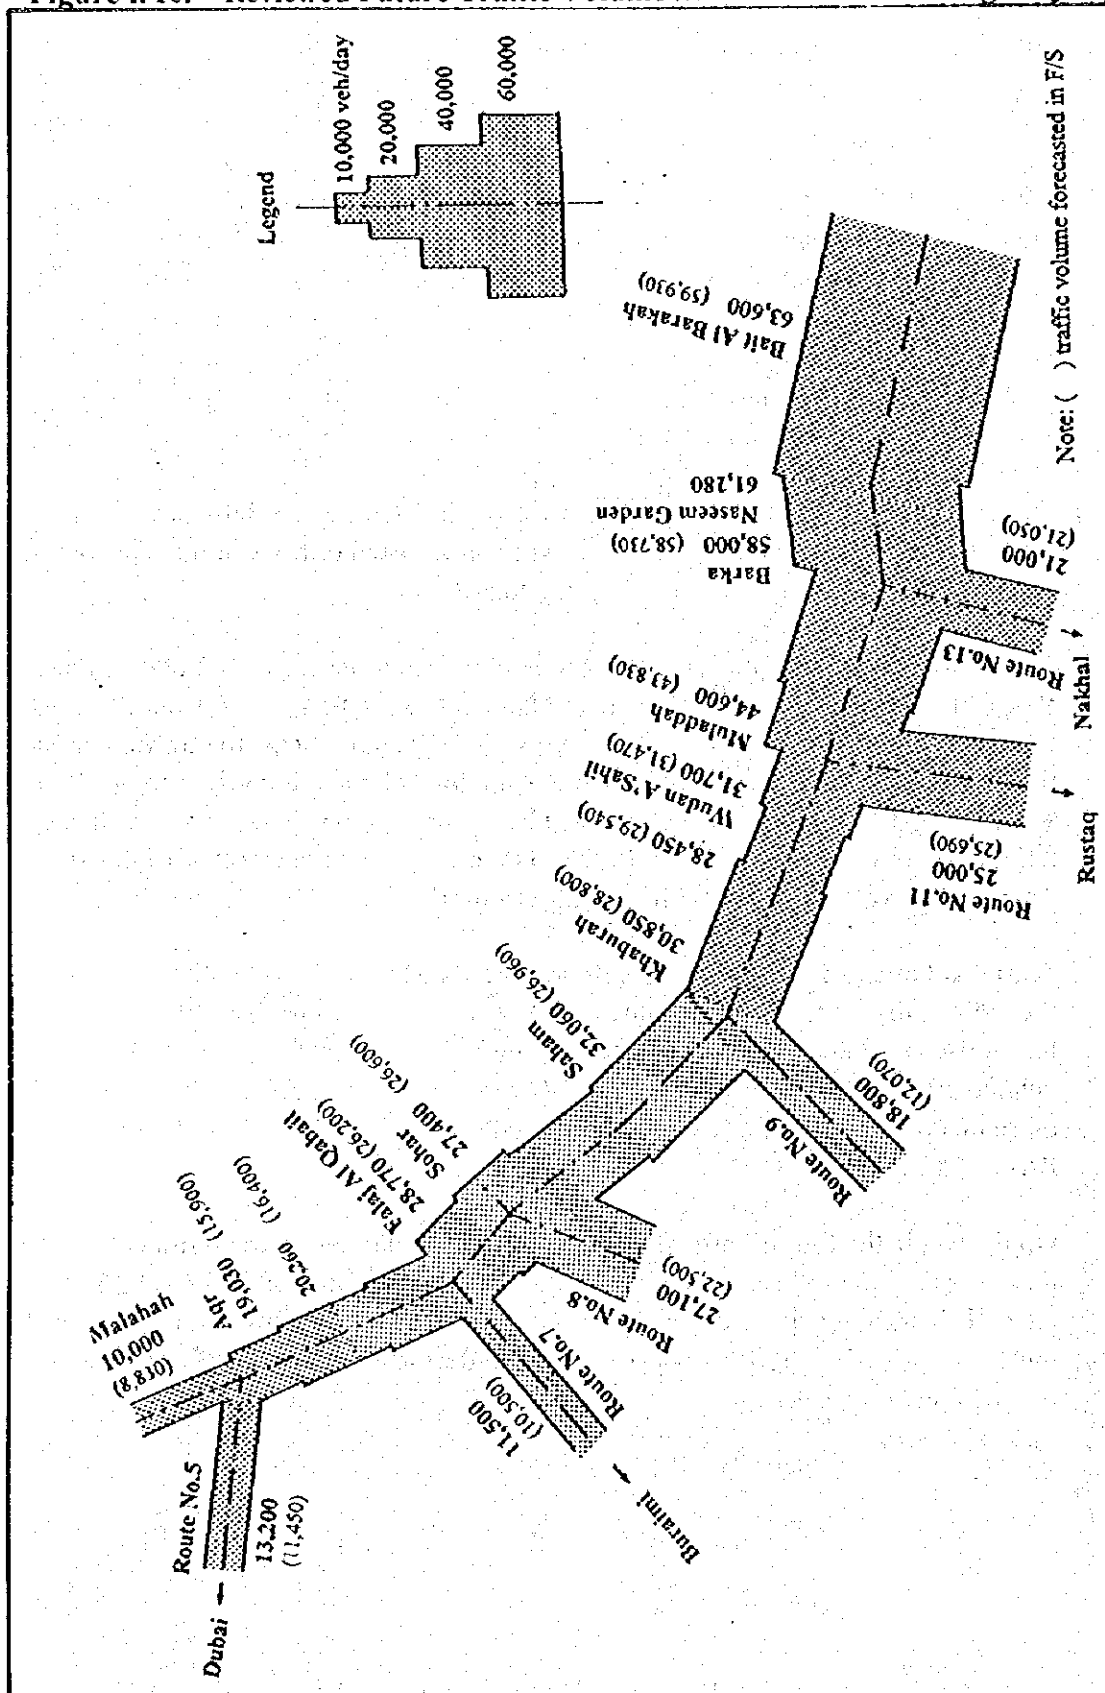 Legend
10,000 veh/day
20,000
40,000
60,000
Malahah
10,000
(8,830)
Route No.5
13,200
(11,450)
Dubai
Aqr
19,030 (15,900)
20,260 (16,400)
Falaj Al Qabail
28,770 (26,200)
Sohar
27,400 (26,600)
Saham
32,060 (26,960)
Khaburah
30,850 (28,800)
28,450 (29,540)
Wudan A'Sahil
31,700 (31,470)
Muladdah
44,600 (43,830)
Barka
58,000 (58,730)
Naseem Garden
61,280
Bait Al Barakah
63,600 (59,930)
Route No.7
11,500
(10,500)
Buraimi
Route No.8
27,100
(22,500)
Route No.9
18,800
(12,070)
Route No.11
25,000
(25,690)
Rustaq
Route No.13
21,000
(21,050)
Nakhal
Note: ( ) traffic volume forecasted in F/S